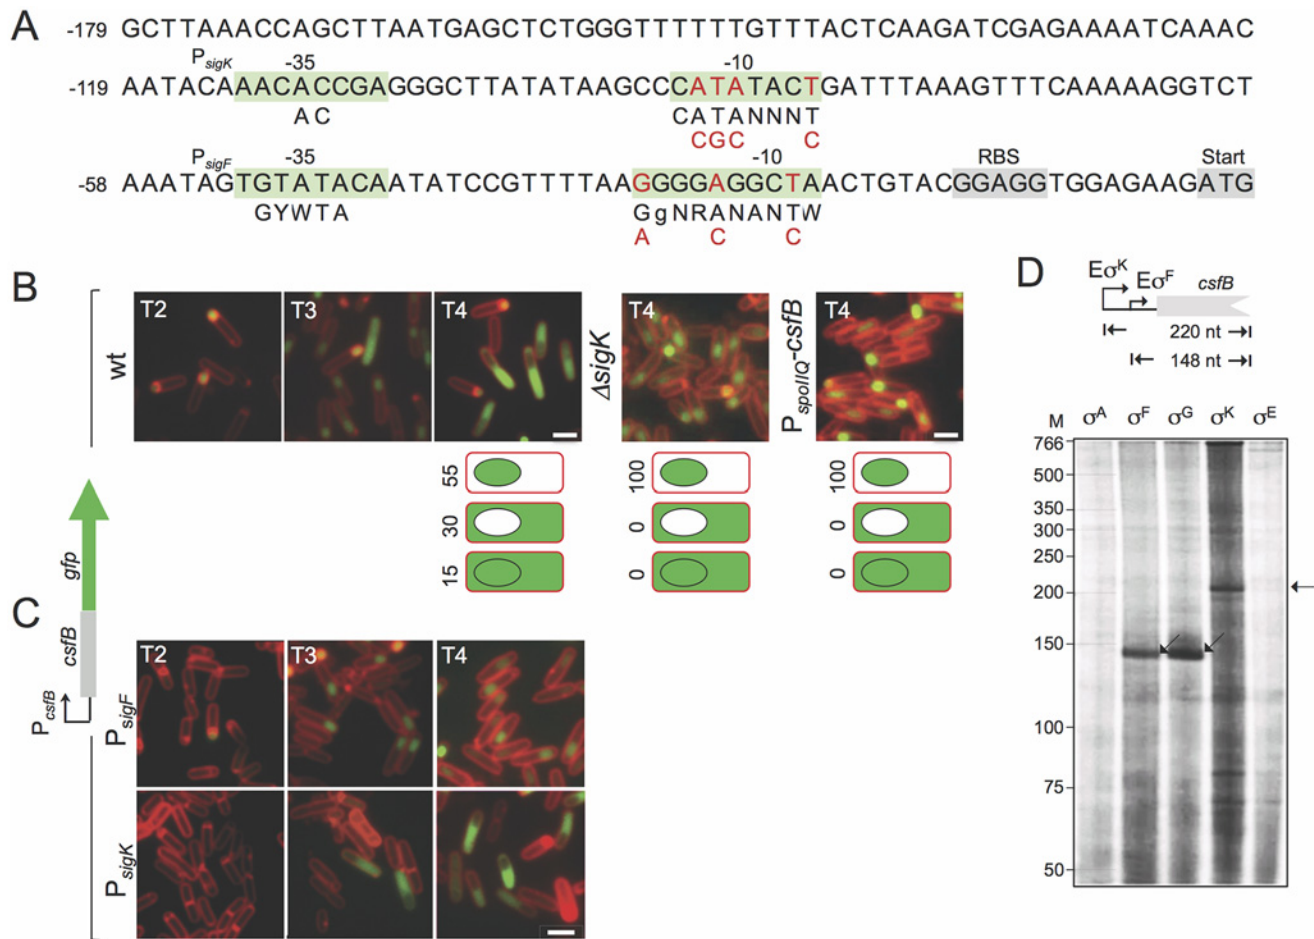 A
-179 GCTTAAACCAGCTTAATGAGCTCTGGGTTTTTTTGTTTACTCAAGATCGAGAAAATCAAAC
PsigK -35 -10
-119 AATACAAACACCGAGGGCTTATATAAGCCCATATACTGATTTAAAGTTTCAAAAAGGTCT
AC CATANNNT
CGC C
PsigF -35 -10 RBS Start
-58 AAATAGTGTATACAATATCCGTTTTAAGGGGAGGCTAACTGTACGGAGGTGGAGAAGATG
GYWTA GgNRANANTW
A C C
B
wt
T2 T3 T4
ΔsigK
T4
PspoIIQ-csfB
T4
55 100 100
30 0 0
15 0 0
gfp
csfB
PcsfB
C
PsigF
T2 T3 T4
PsigK
D
EσK
EσF
csfB
220 nt
148 nt
M σA σF σG σK σE
766
500
350
300
250
200
150
100
75
50